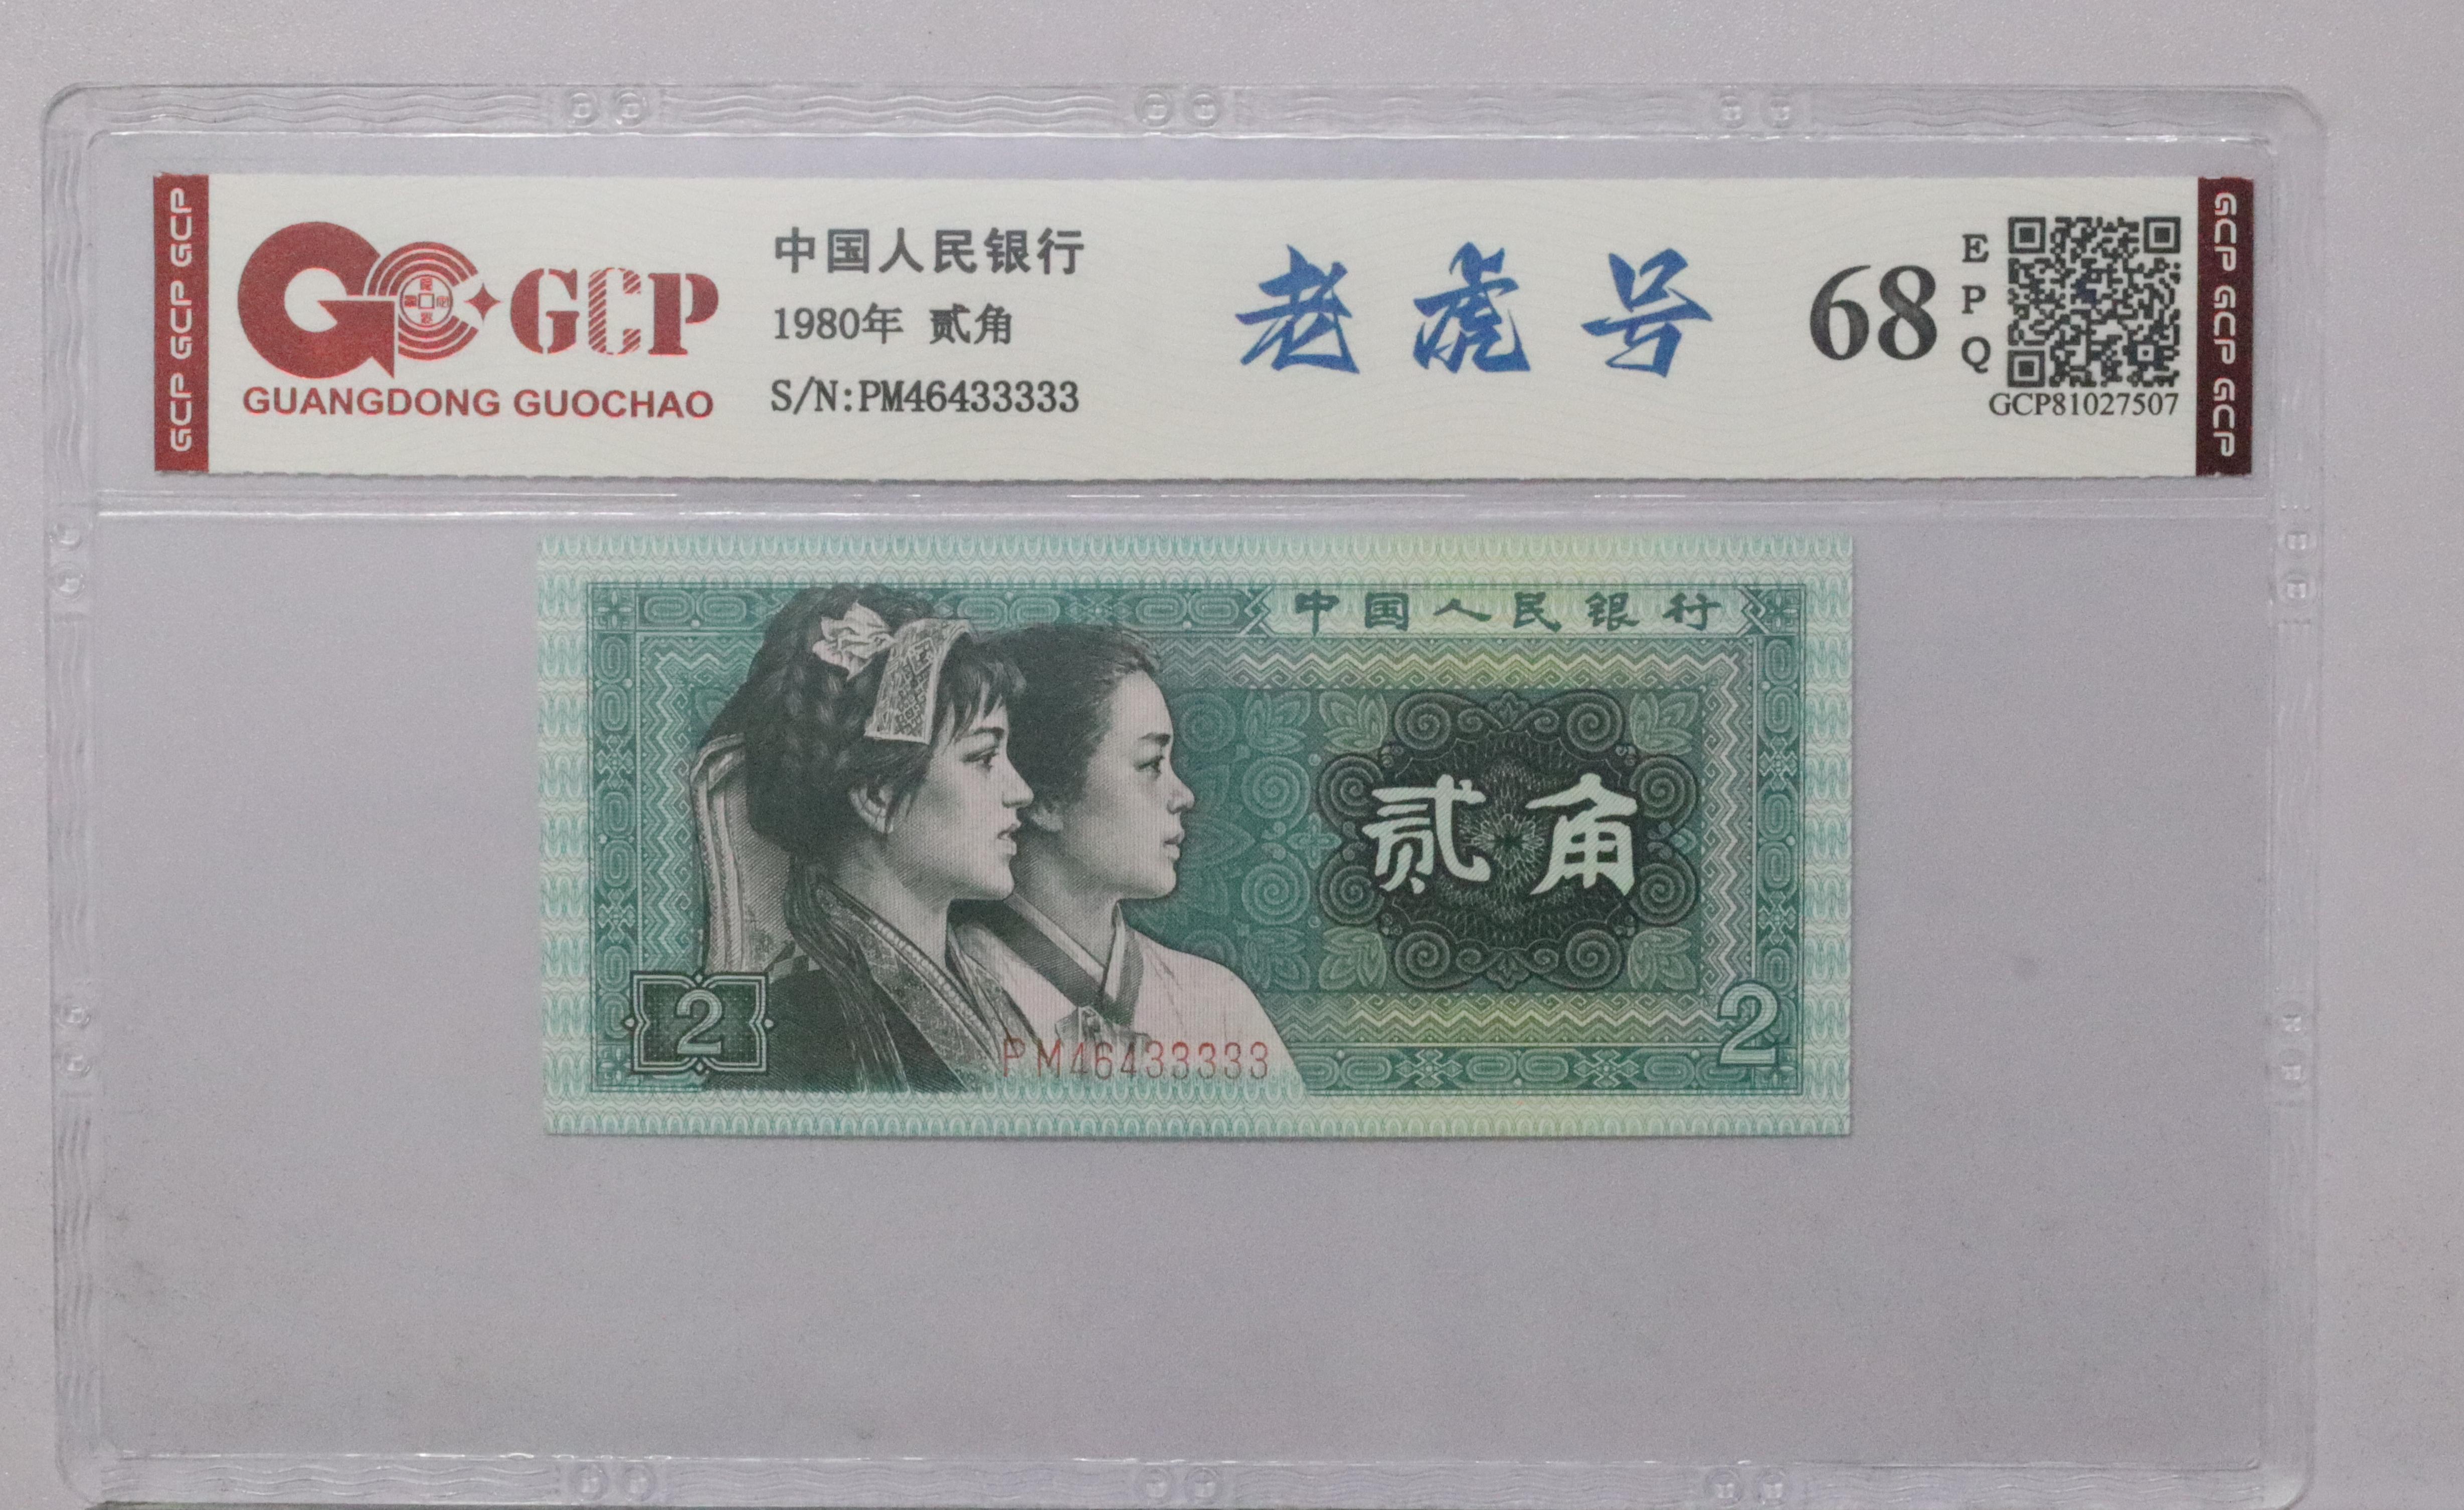 GCP GCP GCP
GCP
GUANGDONG GUOCHAO
中国人民银行
1980年 贰角
S/N:PM46433333
老虎号
68
EPQ
GCP81027507
GCP GCP GCP
中国人民银行
贰角
2
PM46433333
2